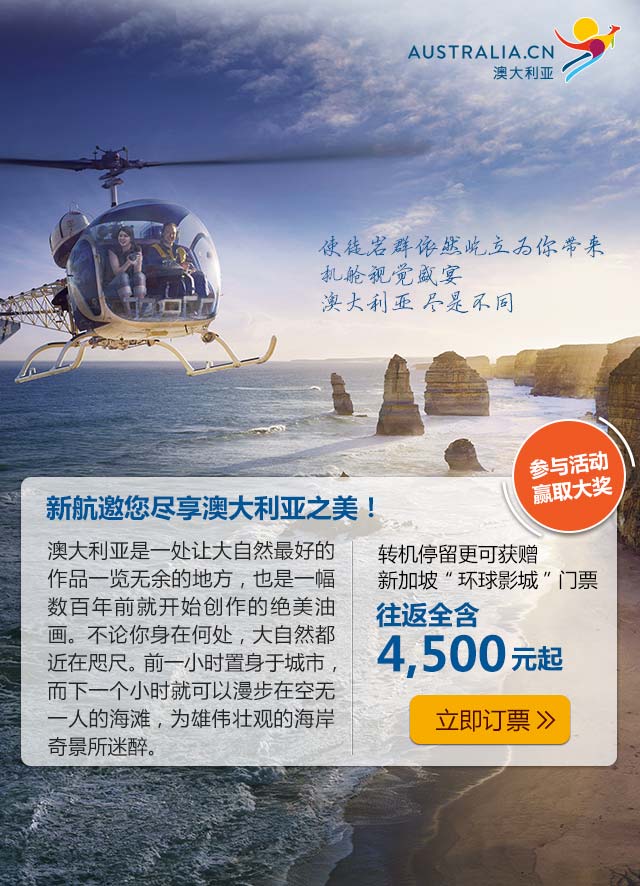 AUSTRALIA.CN
澳大利亚
使徒岩群依然屹立为你带来
机舱视觉盛宴
澳大利亚 尽是不同
参与活动
赢取大奖
新航邀您尽享澳大利亚之美！
澳大利亚是一处让大自然最好的
作品一览无余的地方，也是一幅
数百年前就开始创作的绝美油
画。不论你身在何处，大自然都
近在咫尺。前一小时置身于城市，
而下一个小时就可以漫步在空无
一人的海滩，为雄伟壮观的海岸
奇景所迷醉。
转机停留更可获赠
新加坡“环球影城”门票
往返全含
4,500元起
立即订票 »